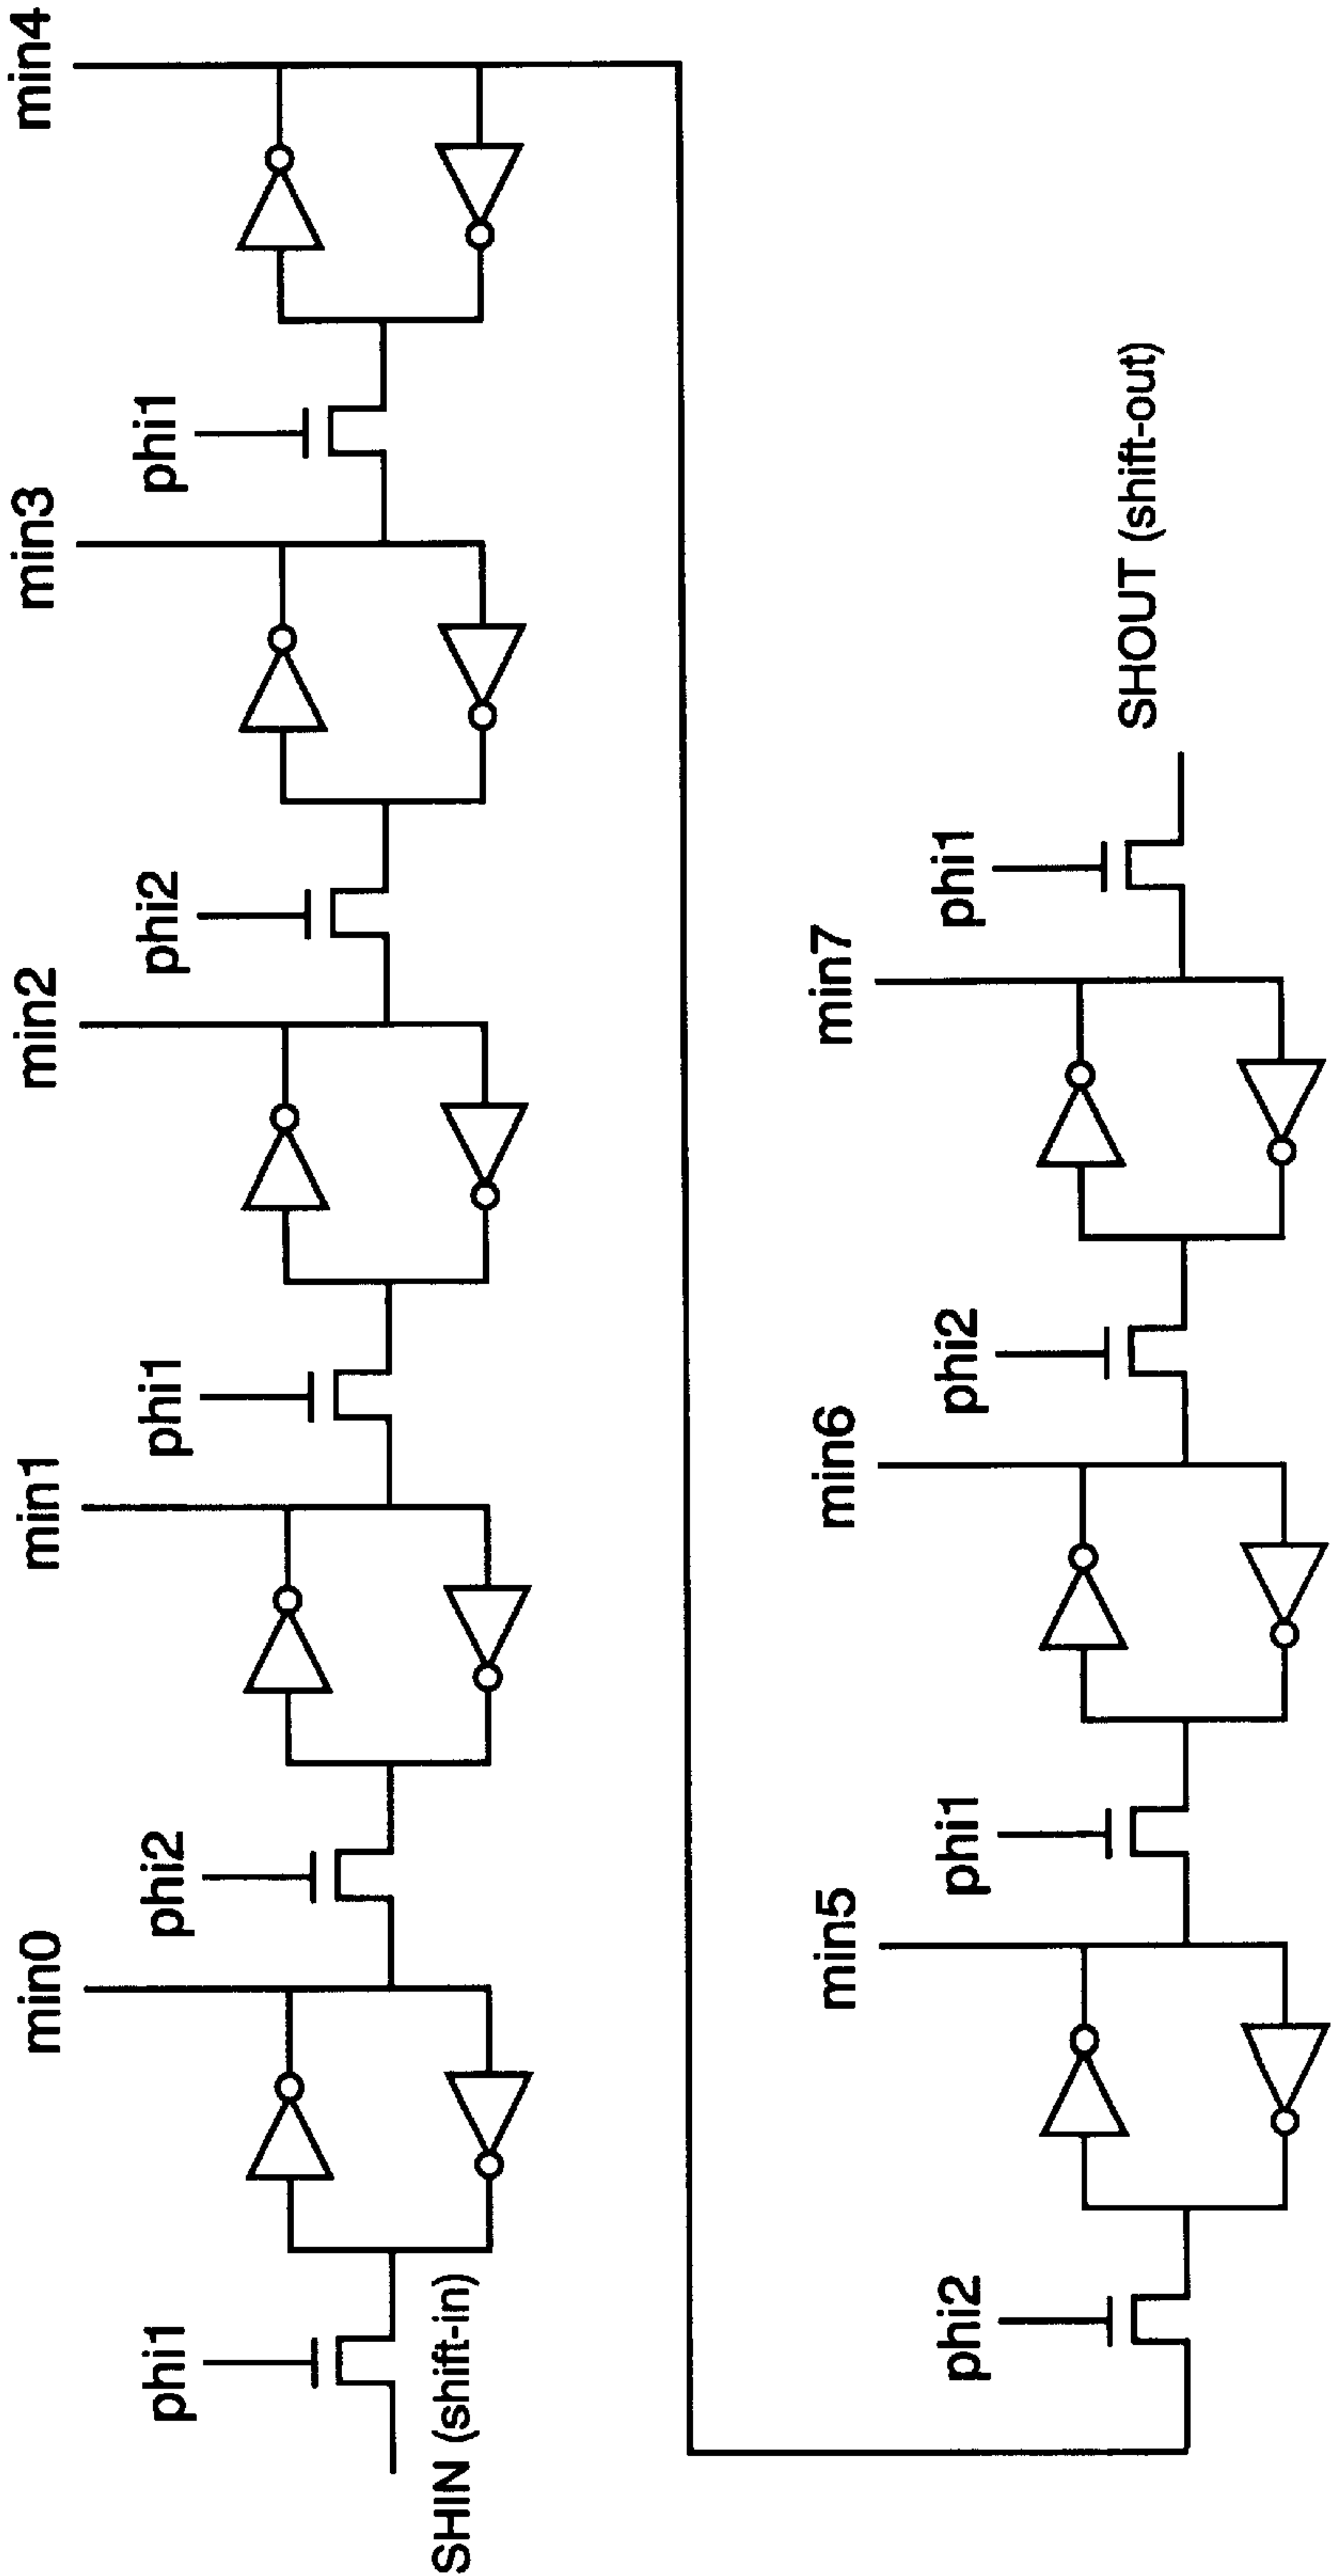 min0
min1
min2
min3
min4
phi1
phi2
phi1
phi2
phi1
SHIN (shift-in)
min5
min6
min7
phi2
phi1
phi2
phi1
SHOUT (shift-out)